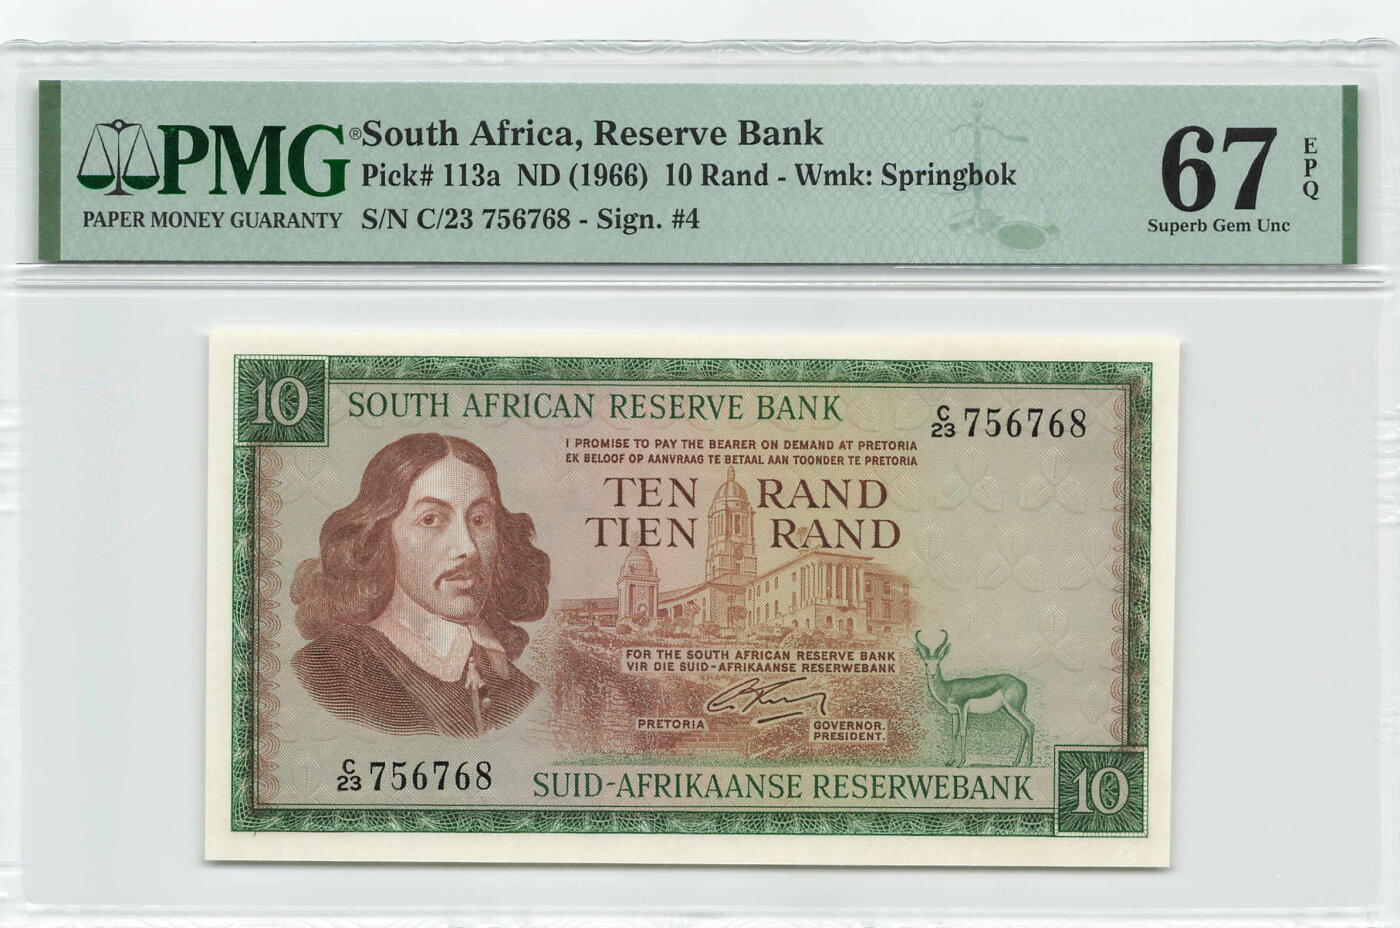 PMG®
PAPER MONEY GUARANTY
South Africa, Reserve Bank
Pick# 113a ND (1966) 10 Rand - Wmk: Springbok
S/N C/23 756768 - Sign. #4
67
EPQ
Superb Gem Unc
10
SOUTH AFRICAN RESERVE BANK
C/23 756768
I PROMISE TO PAY THE BEARER ON DEMAND AT PRETORIA
EK BELOOF OP AANVRAAG TE BETAAL AAN TOONDER TE PRETORIA
TEN RAND
TIEN RAND
FOR THE SOUTH AFRICAN RESERVE BANK
VIR DIE SUID-AFRIKAANSE RESERWEBANK
PRETORIA
GOVERNOR.
PRESIDENT.
C/23 756768
SUID-AFRIKAANSE RESERWEBANK
10